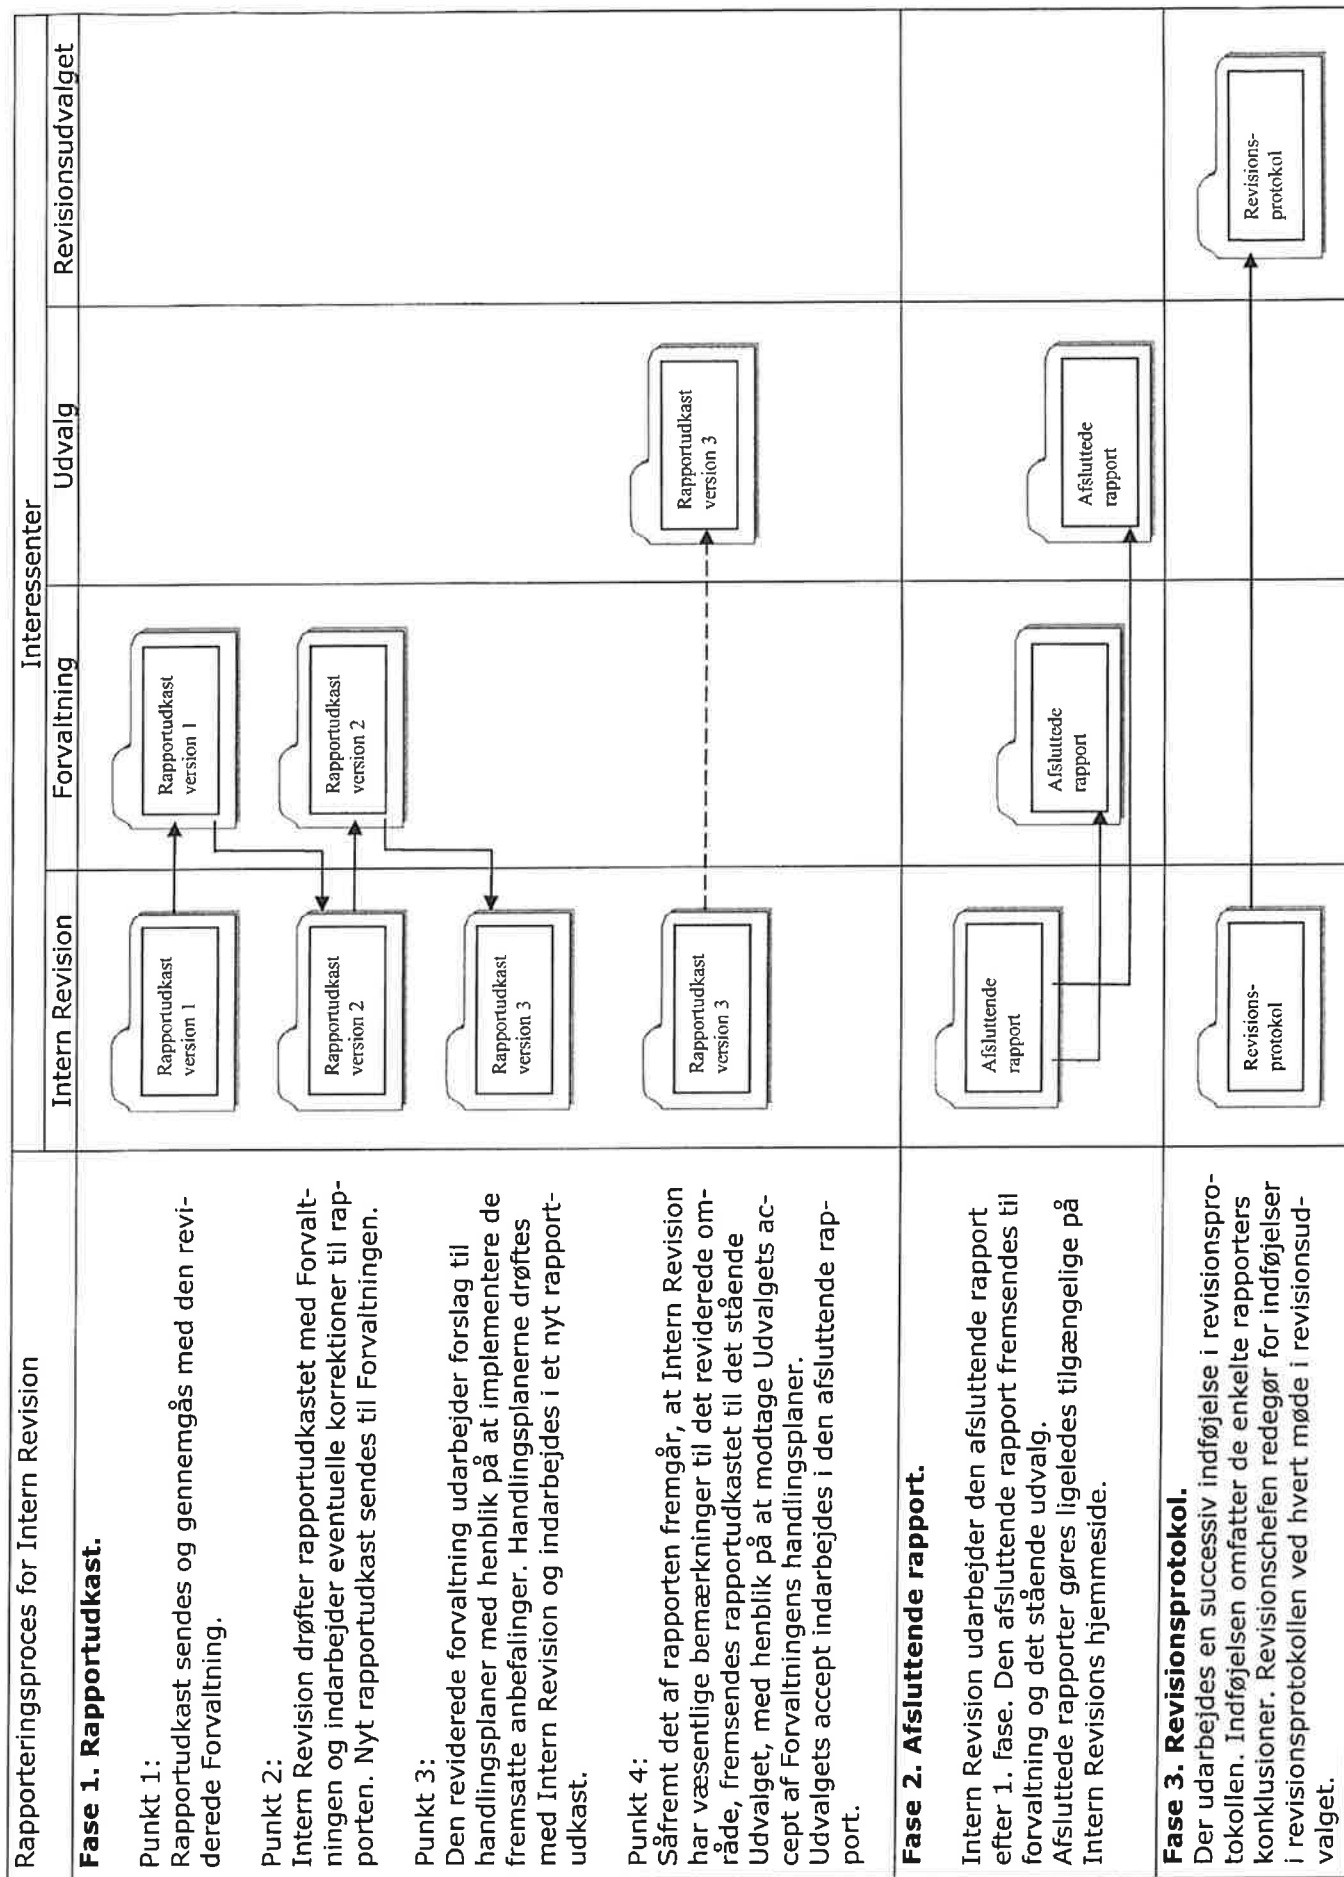 Rapporteringsproces for Intern Revision
Interessenter
Intern Revision
Forvaltning
Udvalg
Revisionsudvalget
Fase 1. Rapportudkast.
Punkt 1:
Rapportudkast sendes og gennemgås med den revi-
derede Forvaltning.
Rapportudkast
version 1
Rapportudkast
version 1
Punkt 2:
Intern Revision drøfter rapportudkastet med Forvalt-
ningen og indarbejder eventuelle korrektioner til rap-
porten. Nyt rapportudkast sendes til Forvaltningen.
Rapportudkast
version 2
Rapportudkast
version 2
Punkt 3:
Den reviderede forvaltning udarbejder forslag til
handlingsplaner med henblik på at implementere de
fremsatte anbefalinger. Handlingsplanerne drøftes
med Intern Revision og indarbejdes i et nyt rapport-
udkast.
Rapportudkast
version 3
Punkt 4:
Såfremt det af rapporten fremgår, at Intern Revision
har væsentlige bemærkninger til det reviderede om-
råde, fremsendes rapportudkastet til det stående
Udvalget, med henblik på at modtage Udvalgets ac-
cept af Forvaltningens handlingsplaner.
Udvalgets accept indarbejdes i den afsluttende rap-
port.
Rapportudkast
version 3
Rapportudkast
version 3
Fase 2. Afsluttende rapport.
Intern Revision udarbejder den afsluttende rapport
efter 1. fase. Den afsluttende rapport fremsendes til
forvaltning og det stående udvalg.
Afsluttede rapporter gøres ligeledes tilgængelige på
Intern Revisions hjemmeside.
Afsluttende
rapport
Afsluttede
rapport
Afsluttede
rapport
Fase 3. Revisionsprotokol.
Der udarbejdes en successiv indføjelse i revisionspro-
tokollen. Indføjelsen omfatter de enkelte rapporters
konklusioner. Revisionschefen redegør for indføjelser
i revisionsprotokollen ved hvert møde i revisionsud-
valget.
Revisions-
protokol
Revisions-
protokol